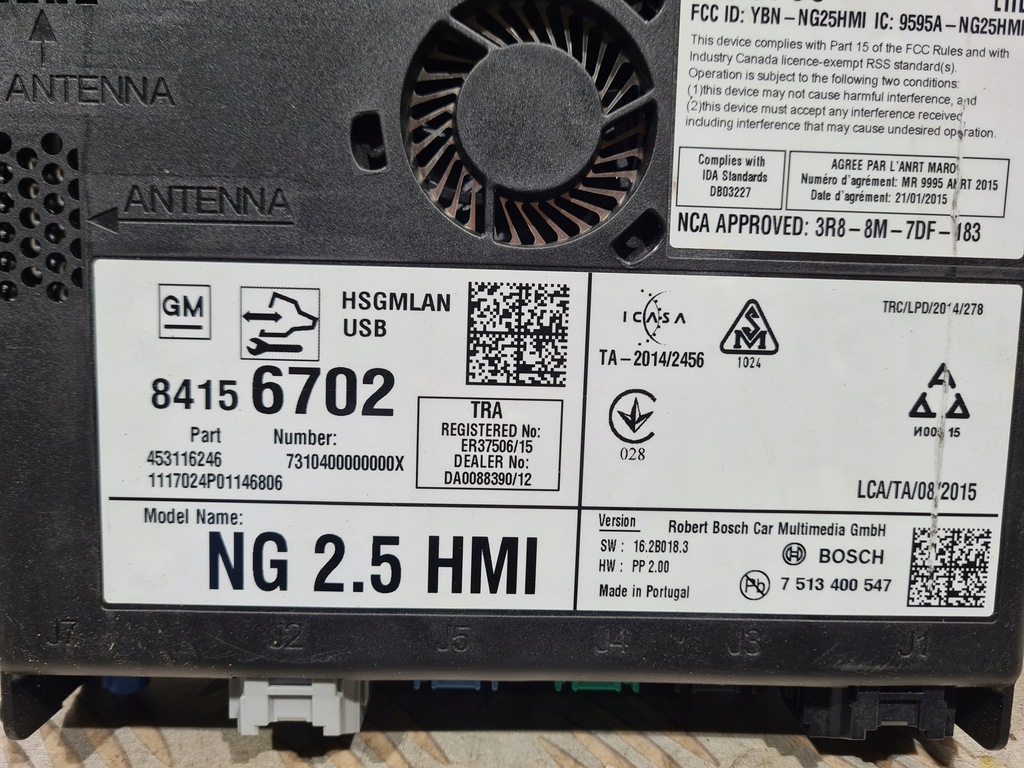 ANTENNA
ANTENNA
FCC ID: YBN-NG25HMI IC: 9595A-NG25HMI
This device complies with Part 15 of the FCC Rules and with
Industry Canada licence-exempt RSS standard(s).
Operation is subject to the following two conditions:
(1)this device may not cause harmful interference, and
(2)this device must accept any interference received
including interference that may cause undesired operation.
Complies with
IDA Standards
DB03227
AGREE PAR L'ANRT MARO
Numéro d'agrément: MR 9995 ANRT 2015
Date d'agrément: 21/01/2015
NCA APPROVED: 3R8-8M-7DF-183
GM
HSGMLAN
USB
8415 6702
Part Number:
453116246 7310400000000X
1117024P01146806
TRA
REGISTERED No:
ER37506/15
DEALER No:
DA0088390/12
Model Name:
NG 2.5 HMI
ICASA
TA-2014/2456
SM
1024
TRC/LPD/2014/278
028
LCA/TA/08/2015
Version
SW: 16.2B018.3
HW: PP 2.00
Made in Portugal
Robert Bosch Car Multimedia GmbH
BOSCH
Pb
7 513 400 547
J7 J2 J5 J4 J3 J1